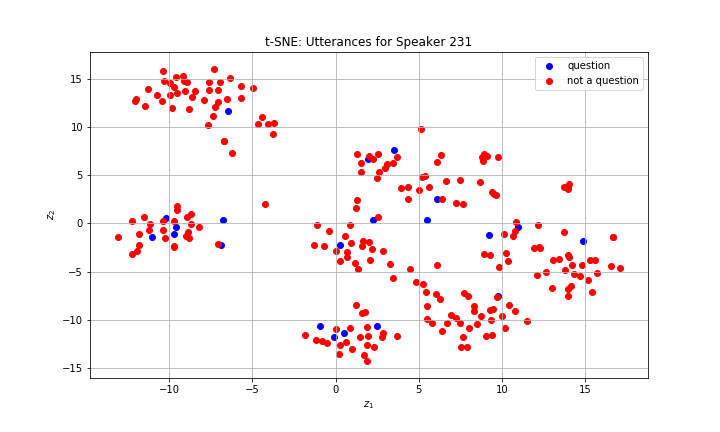 t-SNE: Utterances for Speaker 231
question
not a question
15
10
5
0
−5
−10
−15
z2
−10
−5
0
5
10
15
z1